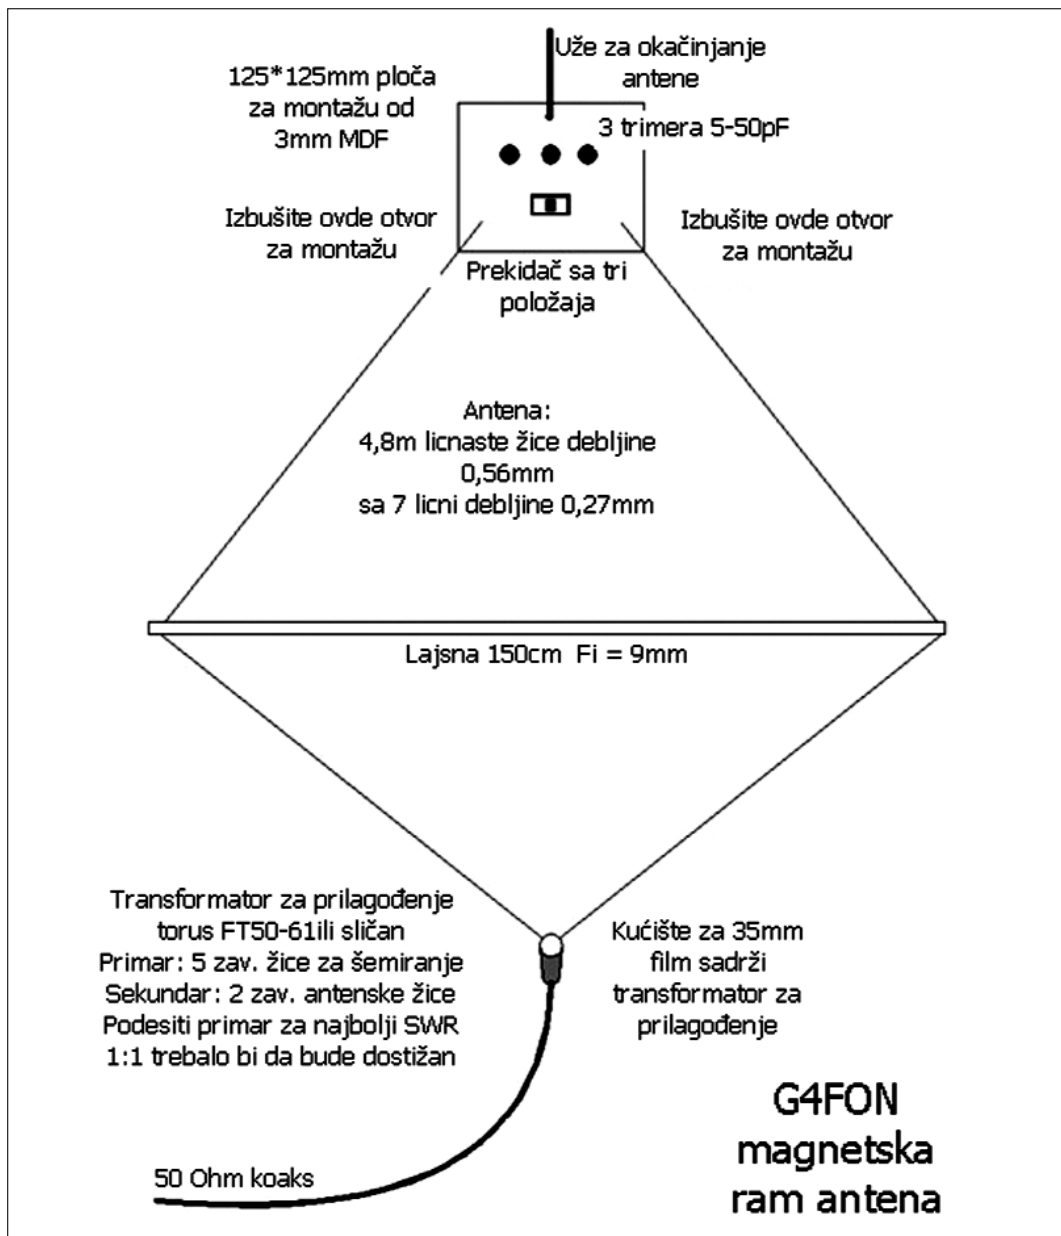 Uže za okačinjanje
antene
125*125mm ploča
za montažu od
3mm MDF
3 trimera 5-50pF
Izbušite ovde otvor
za montažu
Izbušite ovde otvor
za montažu
Prekidač sa tri
položaja
Antena:
4,8m licnaste žice debljine
0,56mm
sa 7 licni debljine 0,27mm
Lajsna 150cm Fi = 9mm
Transformator za prilagođenje
torus FT50-61ili sličan
Primar: 5 zav. žice za šemiranje
Sekundar: 2 zav. antenske žice
Podesiti primar za najbolji SWR
1:1 trebalo bi da bude dostižan
Kućište za 35mm
film sadrži
transformator za
prilagođenje
50 Ohm koaks
G4FON
magnetska
ram antena